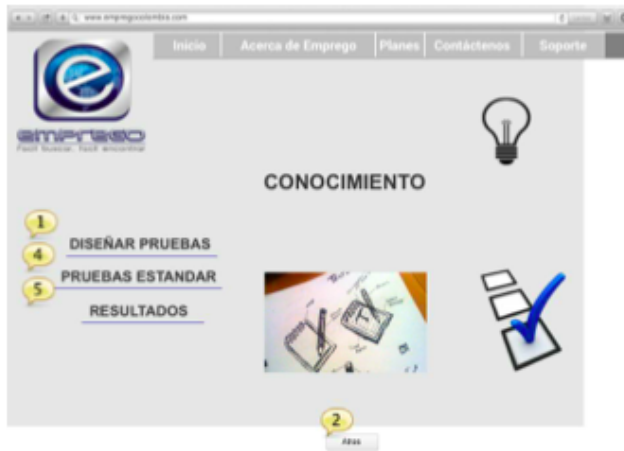 www.empregocolombia.com
Inicio Acerca de Emprego Planes Contáctenos Soporte
e
emprego
Fácil buscar, fácil encontrar
CONOCIMIENTO
1
DISEÑAR PRUEBAS
4
PRUEBAS ESTANDAR
5
RESULTADOS
2
Atras